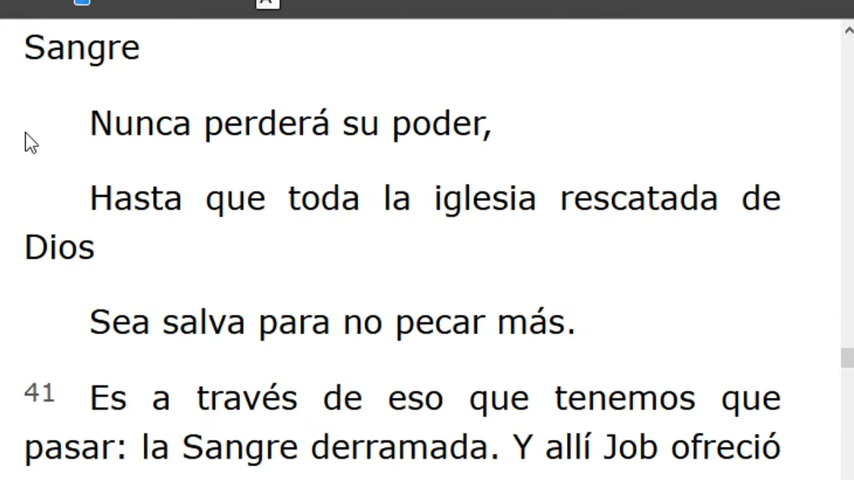 Sangre
Nunca perderá su poder,
Hasta que toda la iglesia rescatada de
Dios
Sea salva para no pecar más.
41 Es a través de eso que tenemos que
pasar: la Sangre derramada. Y allí Job ofreció